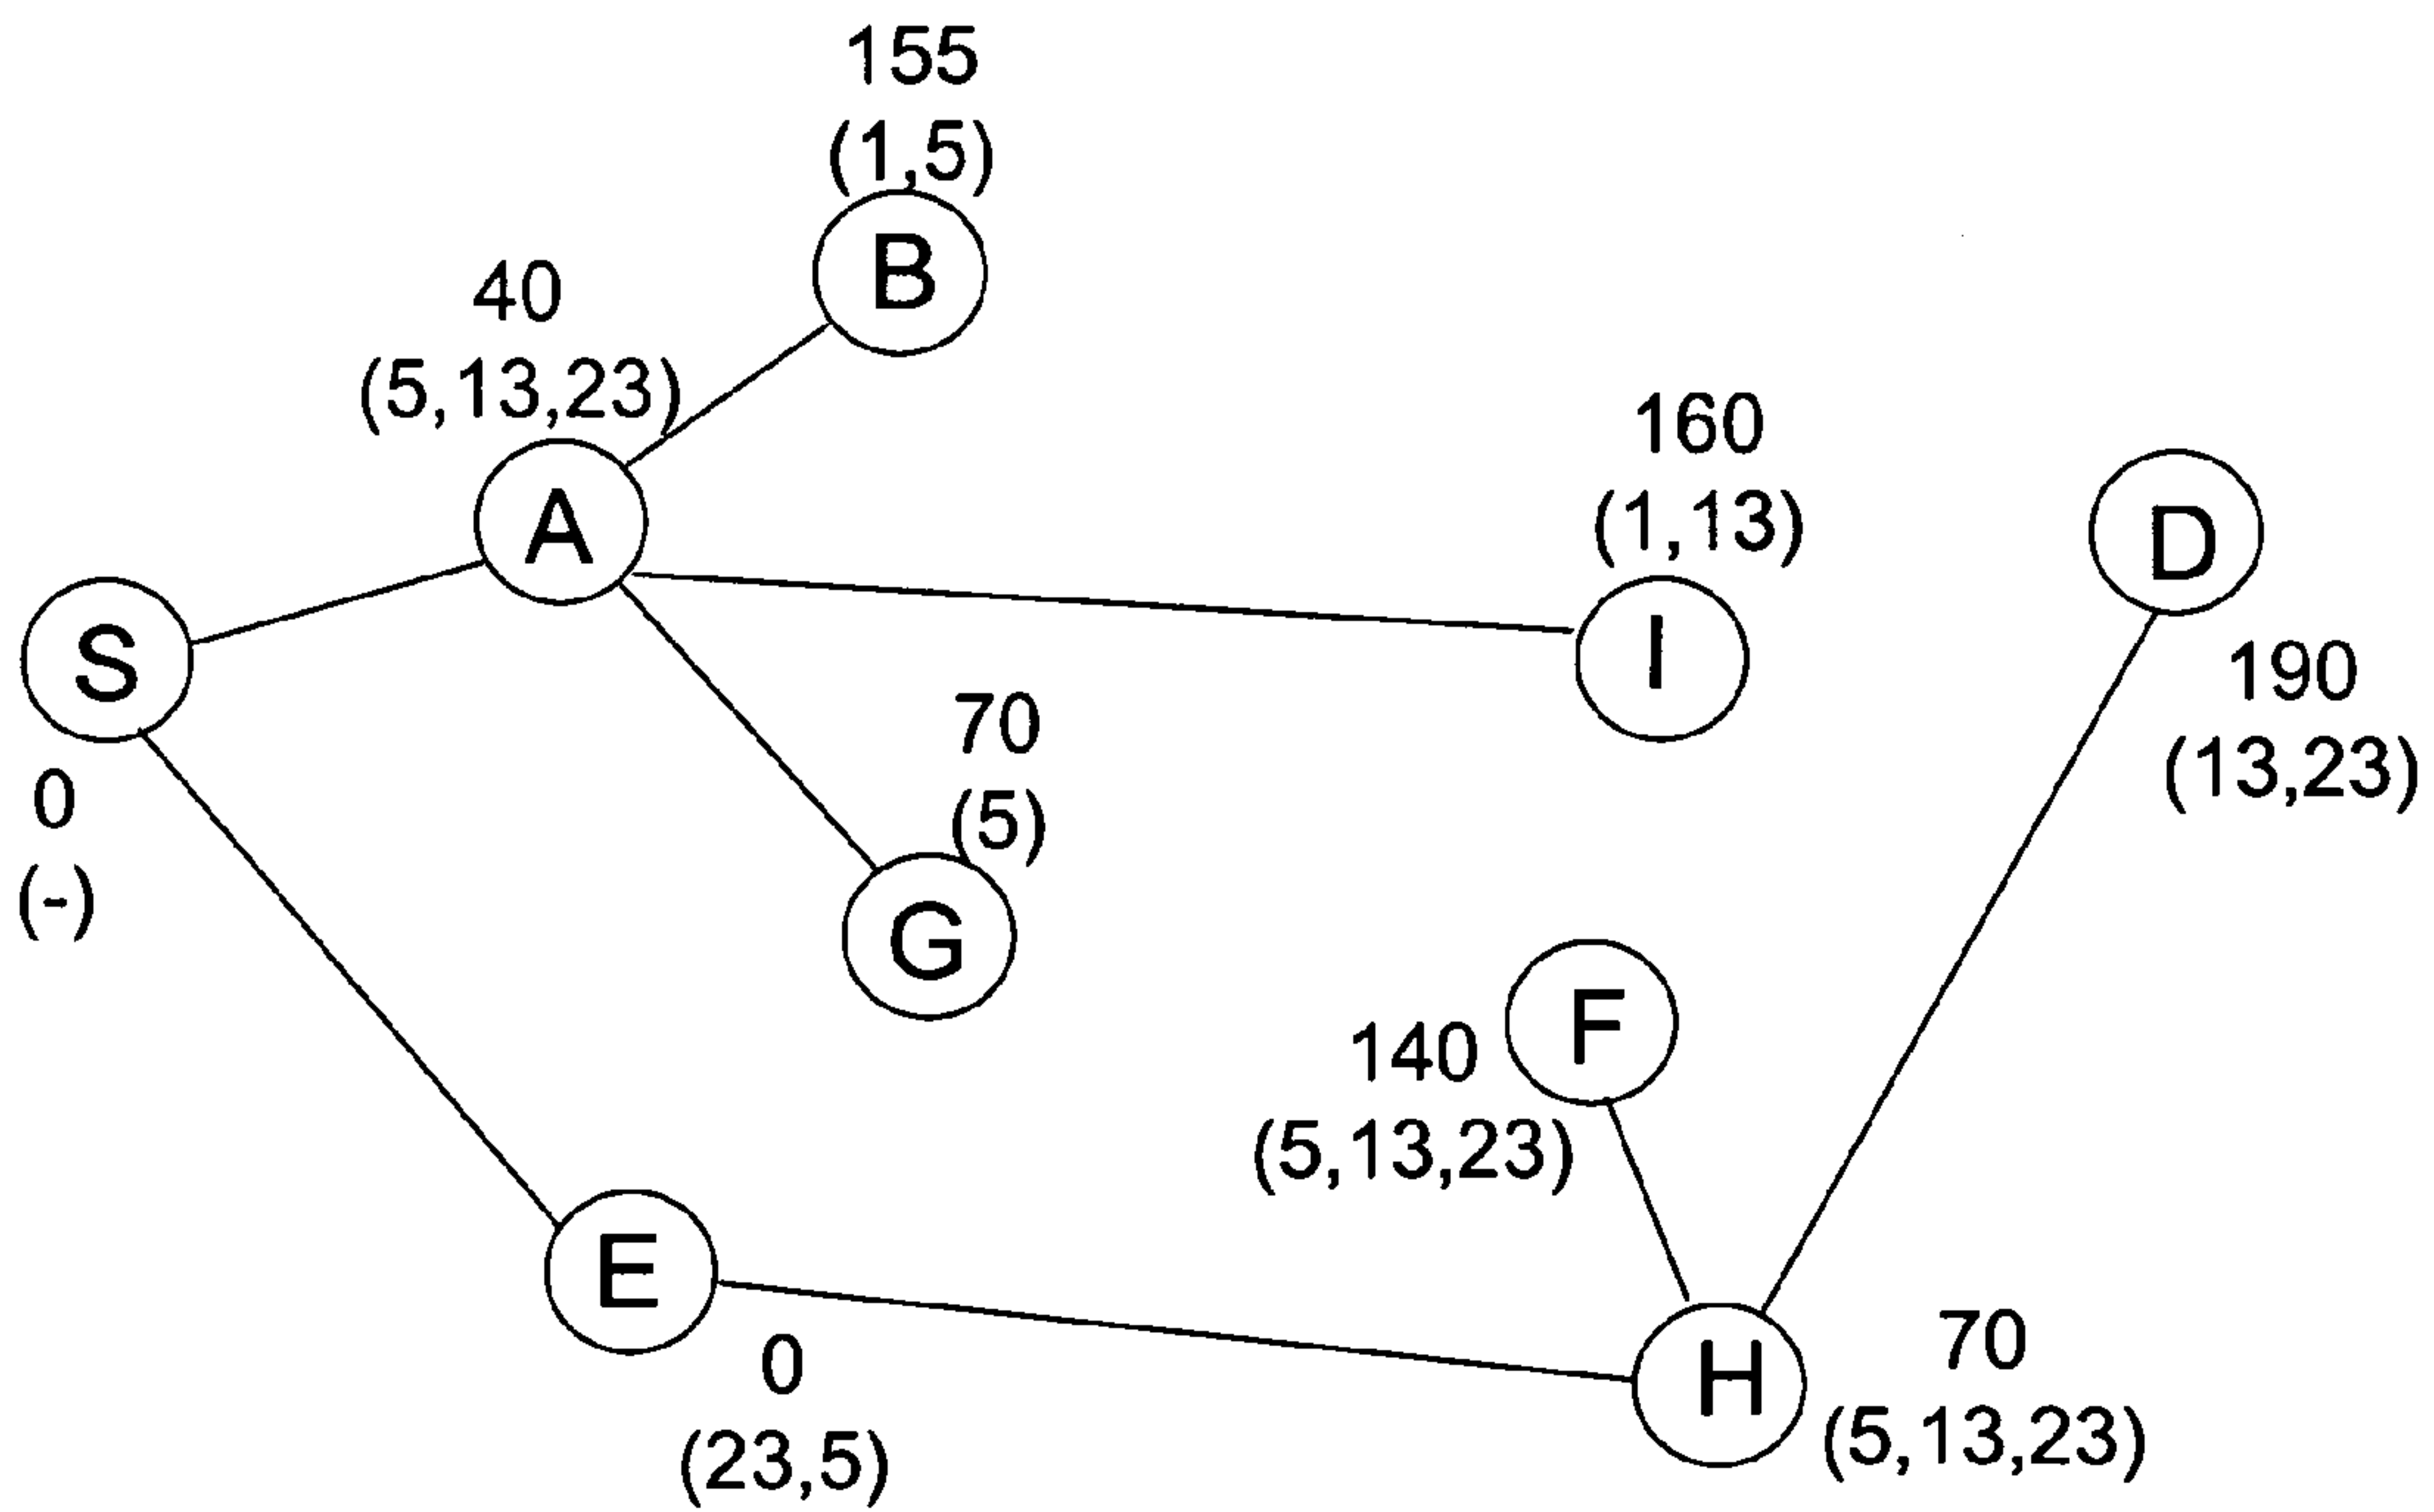 155
(1,5)
B
40
(5,13,23)
A
160
(1,13)
I
D
190
(13,23)
S
0
(-)
70
(5)
G
F
140
(5,13,23)
E
0
(23,5)
H
70
(5,13,23)